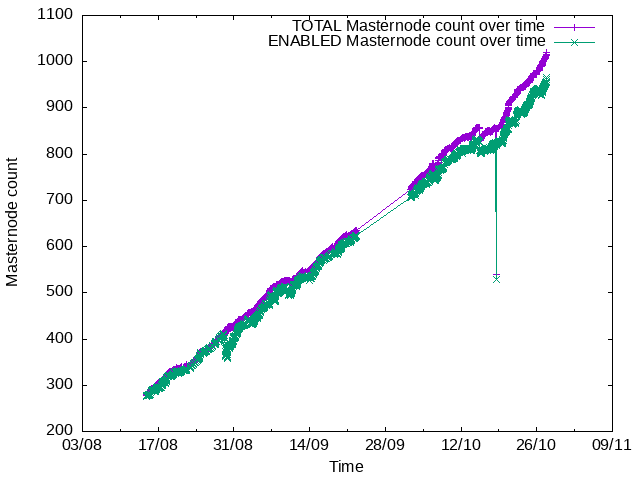 TOTAL Masternode count over time
ENABLED Masternode count over time
1100
1000
900
800
700
600
500
400
300
200
Masternode count
03/08 17/08 31/08 14/09 28/09 12/10 26/10 09/11
Time